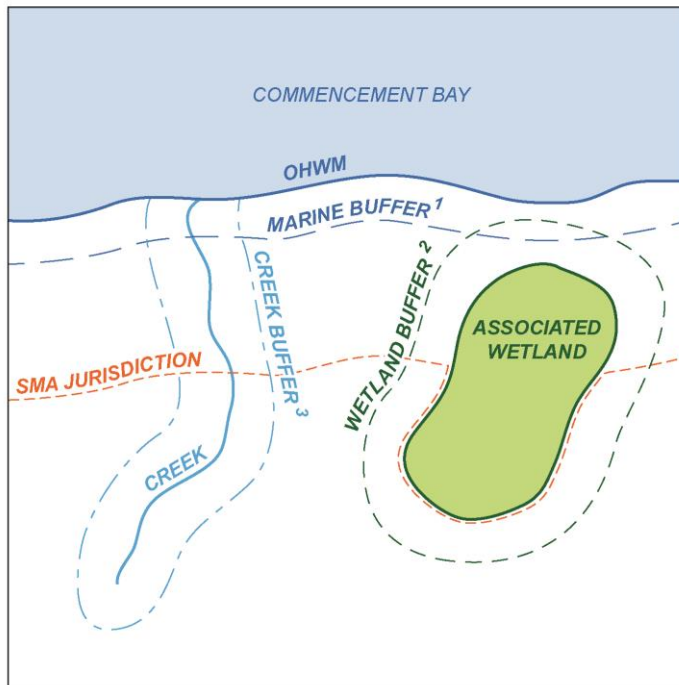 COMMENCEMENT BAY
OHWM
MARINE BUFFER 1
CREEK BUFFER 3
WETLAND BUFFER 2
ASSOCIATED
WETLAND
SMA JURISDICTION
CREEK